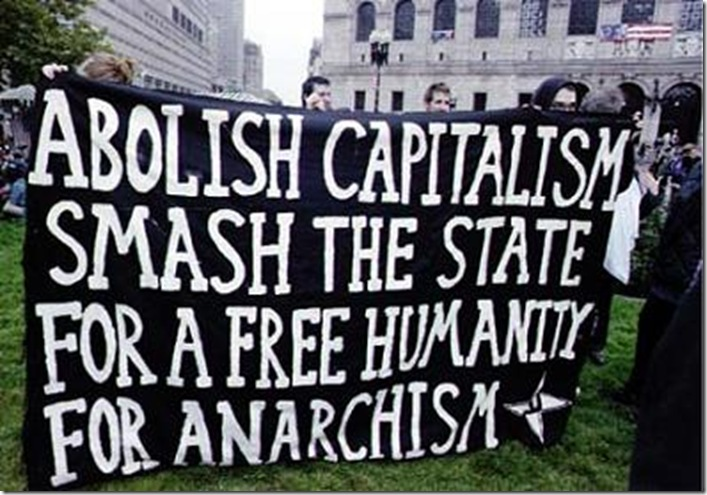 ABOLISH CAPITALISM
SMASH THE STATE
FOR A FREE HUMANITY
FOR ANARCHISM